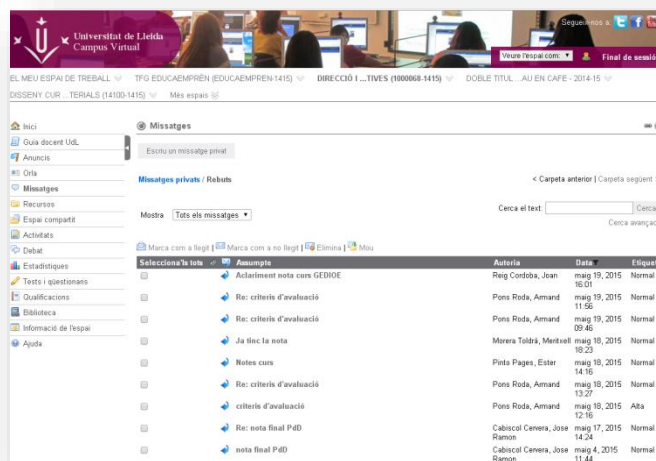 Universitat de Lleida
Campus Virtual
Segueix-nos a:
Veure l'espai com:
Final de sessió
EL MEU ESPAI DE TREBALL
TFG EDUCAEMPRÈN (EDUCAEMPREN-1415)
DIRECCIÓ I ...TIVES (1000068-1415)
DOBLE TITUL...AU EN CAFE - 2014-15
DISSENY CUR ...TERIALS (14100-1415)
Més espais
Inici
Guia docent UdL
Anuncis
Orla
Missatges
Recursos
Espai compartit
Activitats
Debat
Estadístiques
Tests i qüestionaris
Qualificacions
Biblioteca
Informació de l'espai
Ajuda
Missatges
Escriu un missatge privat
Missatges privats / Rebuts
< Carpeta anterior | Carpeta següent
Mostra Tots els missatges
Cerca el text: Cerca
Cerca avançad
Marca com a llegit | Marca com a no llegit | Elimina | Mou
Selecciona'ls tots Assumpte Autoria Data Etiquet
Aclariment nota curs GEDIOE Reig Cordoba, Joan maig 19, 2015 16:01 Normal
Re: criteris d'avaluació Pons Roda, Armand maig 19, 2015 11:56 Normal
Re: criteris d'avaluació Pons Roda, Armand maig 19, 2015 09:46 Normal
Ja tinc la nota Morera Toldrà, Meritxell maig 18, 2015 18:23 Normal
Notes curs Pinto Pages, Ester maig 18, 2015 14:16 Normal
Re: criteris d'avaluació Pons Roda, Armand maig 18, 2015 13:27 Normal
criteris d'avaluació Pons Roda, Armand maig 18, 2015 12:16 Alta
Re: nota final PdD Cabiscol Cervera, Jose Ramon maig 17, 2015 14:24 Normal
nota final PdD Cabiscol Cervera, Jose Ramon maig 4, 2015 11:44 Normal